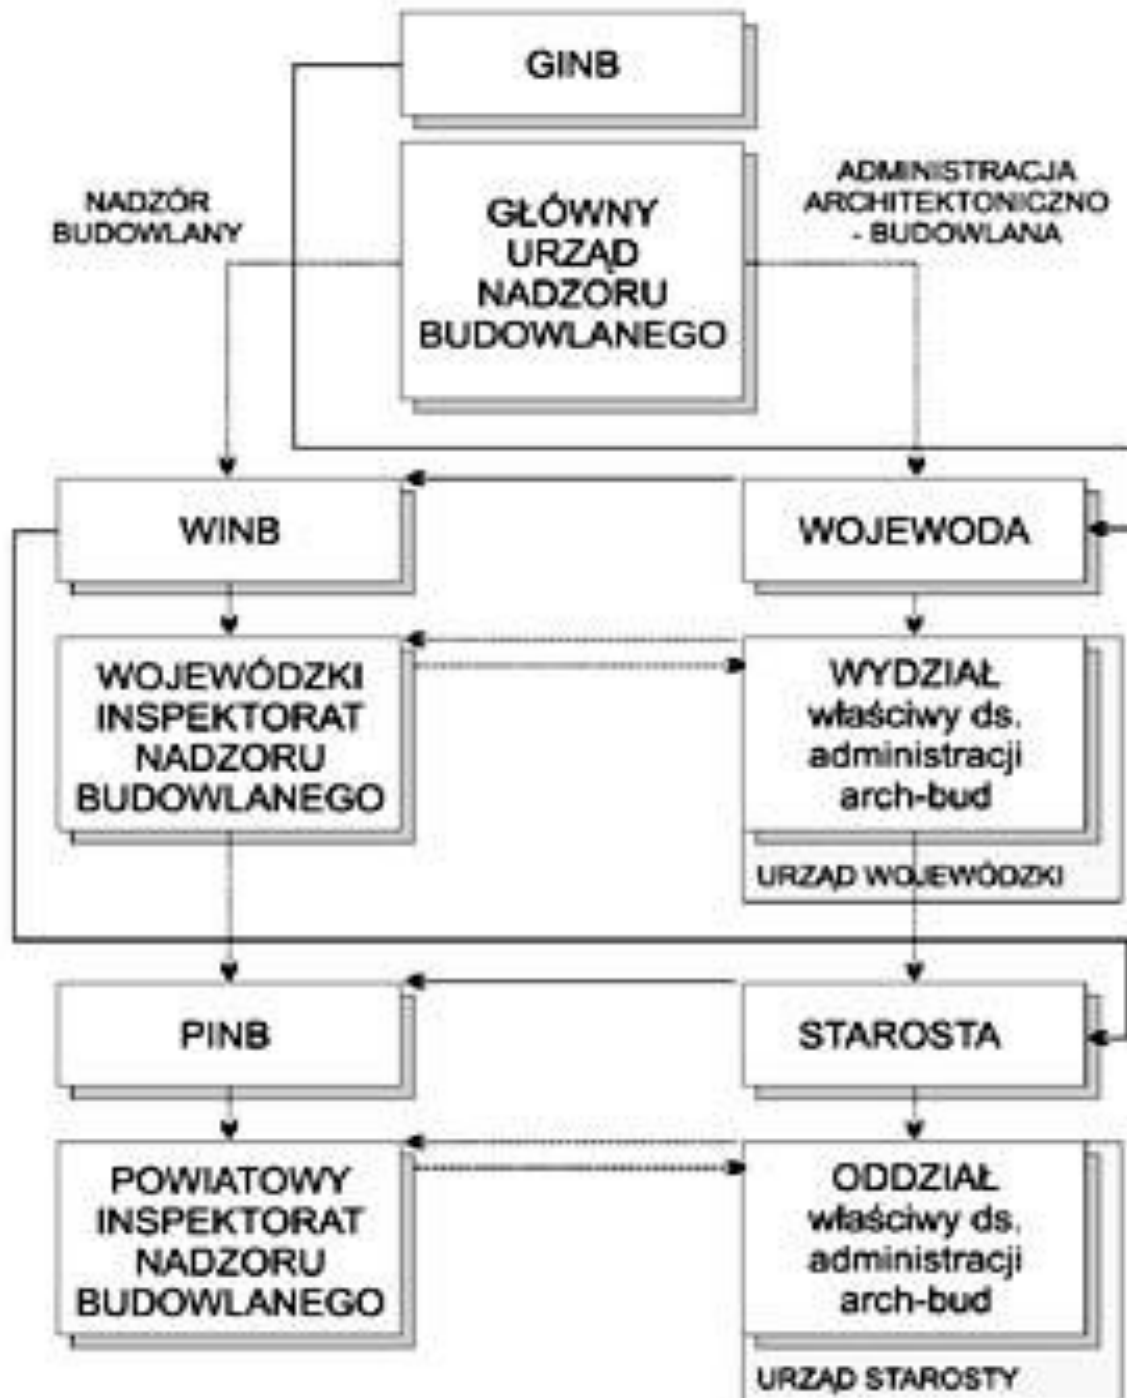 GINB
NADZÓR
BUDOWLANY
GŁÓWNY
URZĄD
NADZORU
BUDOWLANEGO
ADMINISTRACJA
ARCHITEKTONICZNO
- BUDOWLANA
WINB
WOJEWODA
WOJEWÓDZKI
INSPEKTORAT
NADZORU
BUDOWLANEGO
WYDZIAŁ
właściwy ds.
administracji
arch-bud
URZĄD WOJEWÓDZKI
PINB
STAROSTA
POWIATOWY
INSPEKTORAT
NADZORU
BUDOWLANEGO
ODDZIAŁ
właściwy ds.
administracji
arch-bud
URZĄD STAROSTY